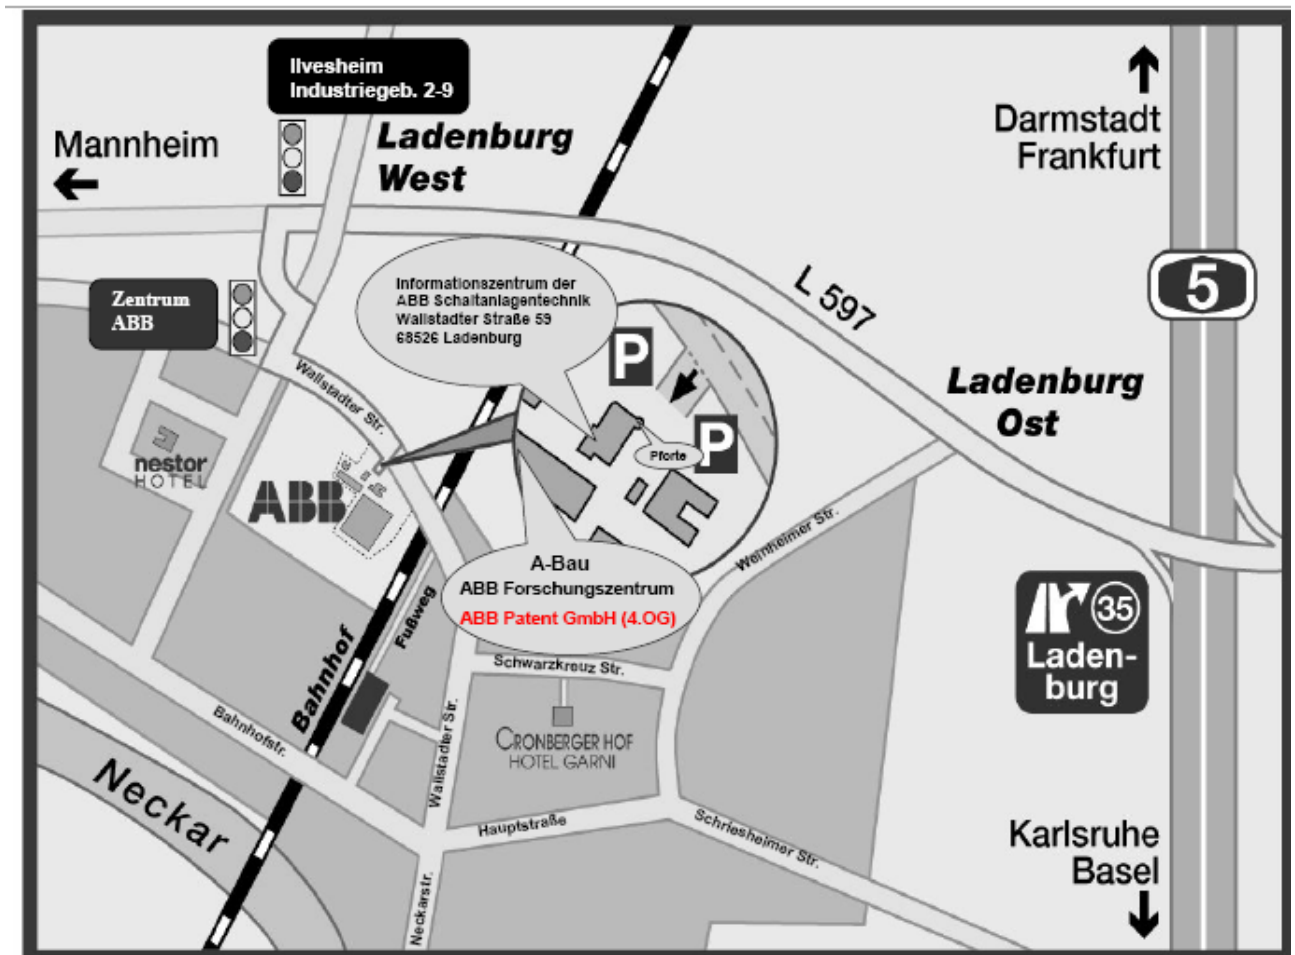 Ilvesheim
Industriegeb. 2-9
Mannheim
Ladenburg
West
Darmstadt
Frankfurt
5
L 597
Zentrum
ABB
Informationszentrum der
ABB Schaltanlagentechnik
Wallstadter Straße 59
68526 Ladenburg
P
Ladenburg
Ost
Wallstadter Str.
P
Pforte
nestor
HOTEL
ABB
Weinheimer Str.
A-Bau
ABB Forschungszentrum
ABB Patent GmbH (4.OG)
Fußweg
35
Laden-
burg
Bahnhof
Schwarzkreuz Str.
Bahnhofstr.
Wallstadter Str.
CRONBERGER HOF
HOTEL GARNI
Neckar
Hauptstraße
Schriesheimer Str.
Karlsruhe
Basel
Neckarstr.